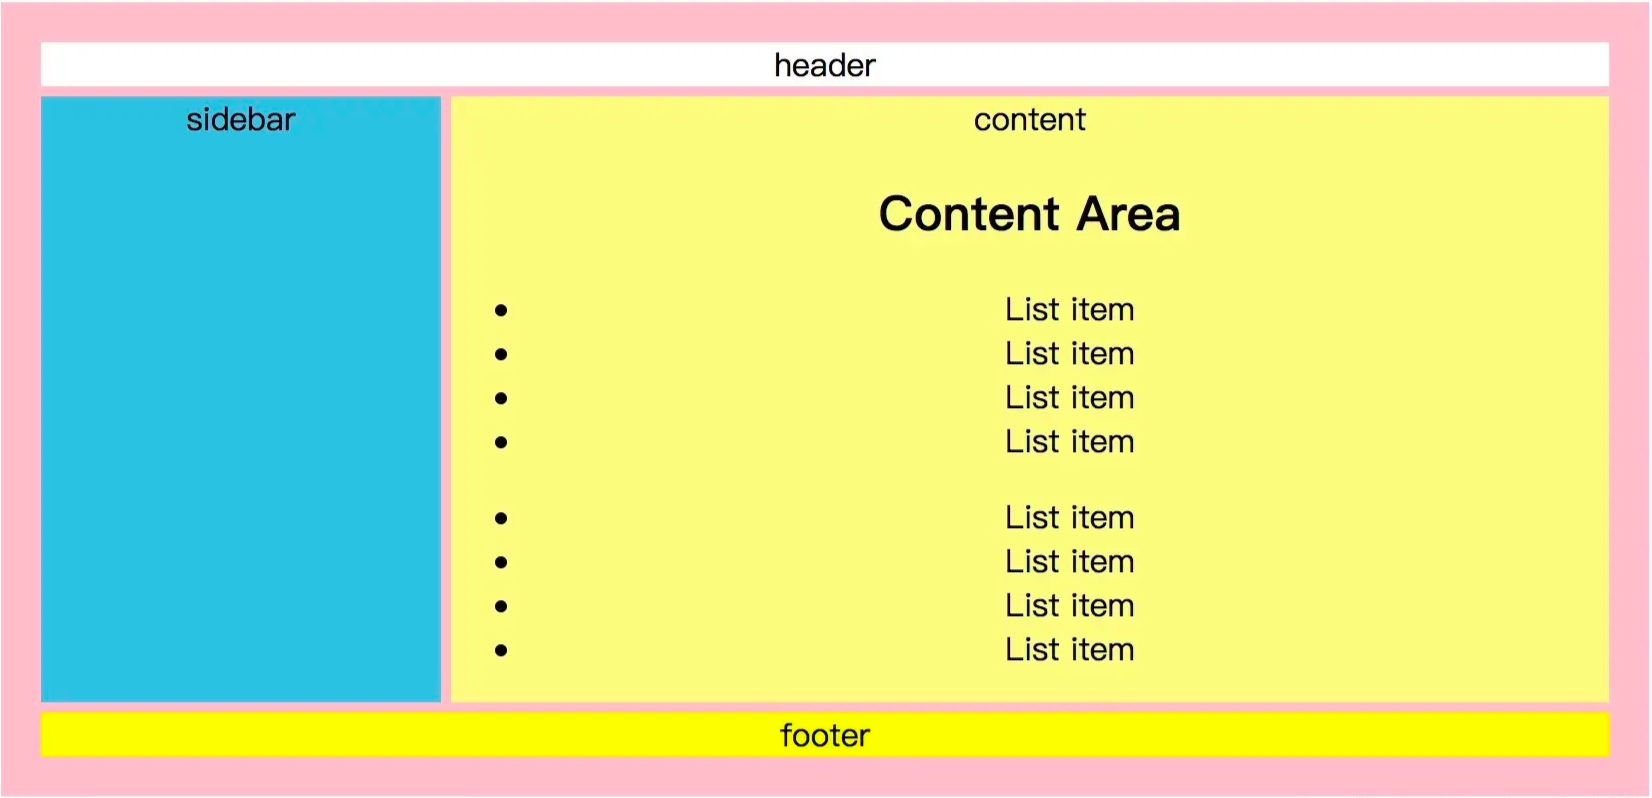 header
sidebar
content
Content Area
List item
List item
List item
List item
List item
List item
List item
List item
footer